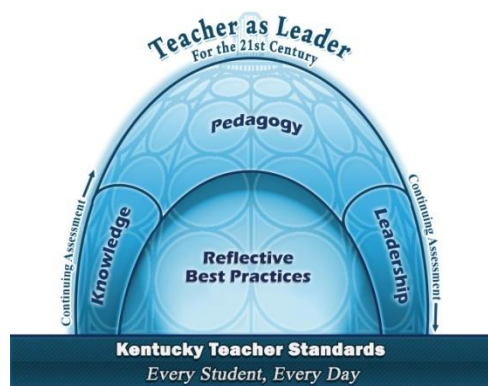 Teacher as Leader
For the 21st Century
Pedagogy
Continuing Assessment
Knowledge
Reflective
Best Practices
Leadership
Continuing Assessment
Kentucky Teacher Standards
Every Student, Every Day